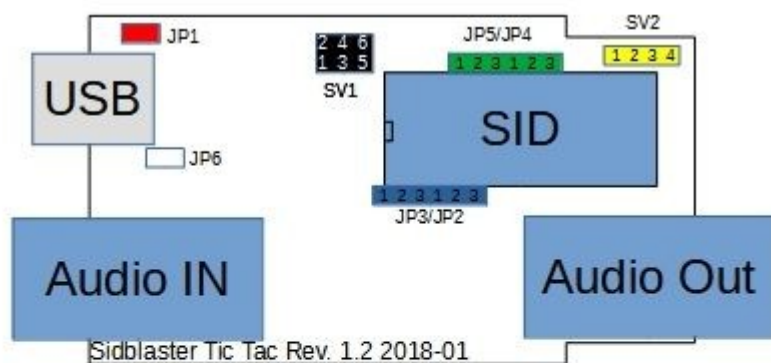 JP1
2 4 6
1 3 5
SV1
JP5/JP4
1 2 3 1 2 3
SV2
1 2 3 4
USB
SID
JP6
1 2 3 1 2 3
JP3/JP2
Audio IN
Audio Out
Sidblaster Tic Tac Rev. 1.2 2018-01